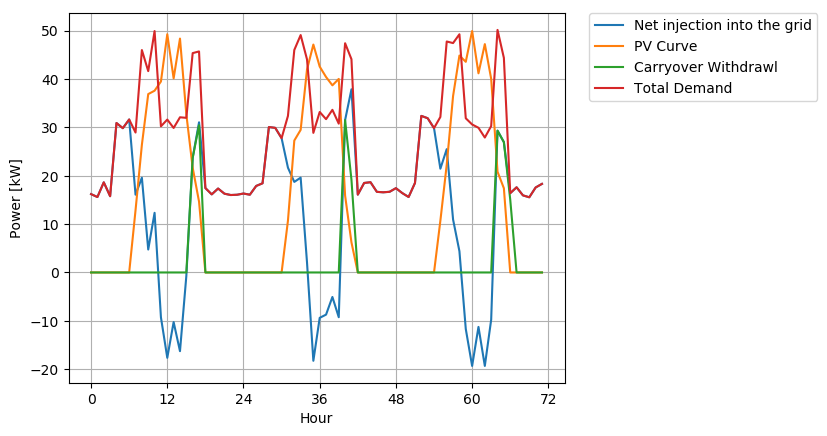 Net injection into the grid
PV Curve
Carryover Withdrawl
Total Demand
Power [kW]
50
40
30
20
10
0
−10
−20
0 12 24 36 48 60 72
Hour